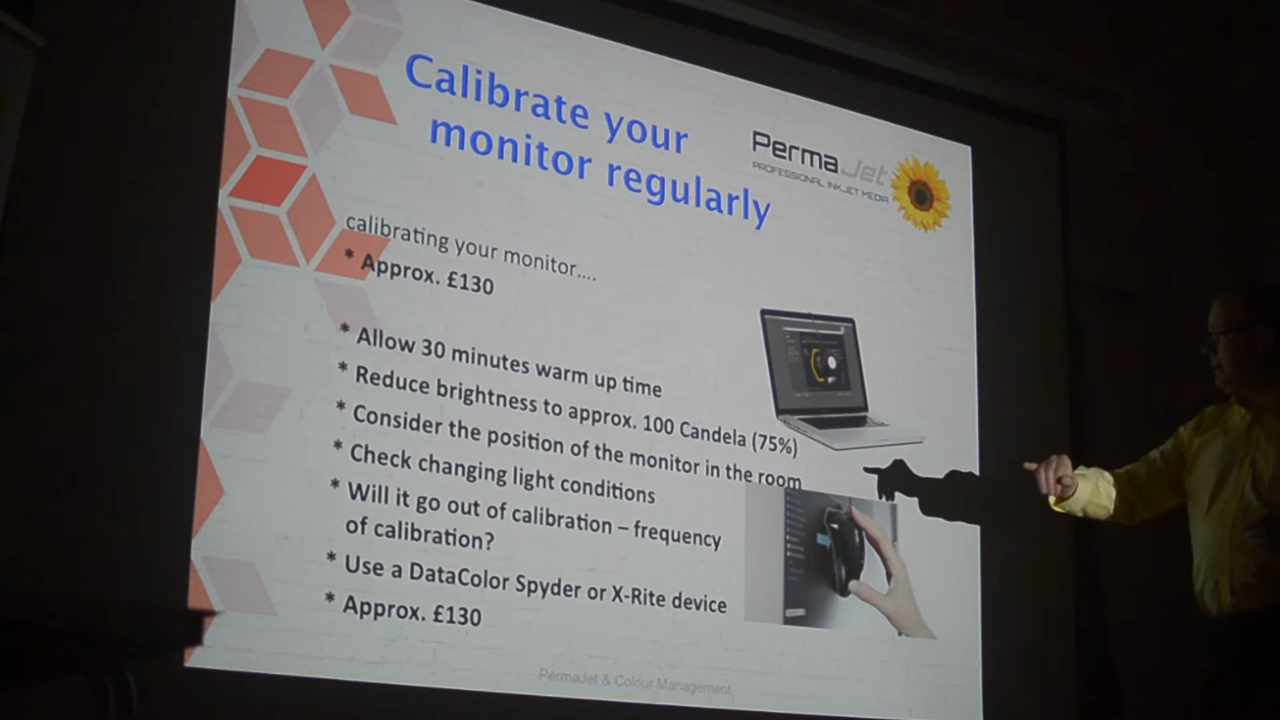 Calibrate your
monitor regularly
PermaJet
PROFESSIONAL INKJET MEDIA
calibrating your monitor....
* Approx. £130
* Allow 30 minutes warm up time
* Reduce brightness to approx. 100 Candela (75%)
* Consider the position of the monitor in the room
* Check changing light conditions
* Will it go out of calibration – frequency
of calibration?
* Use a DataColor Spyder or X-Rite device
* Approx. £130
PermaJet & Colour Management